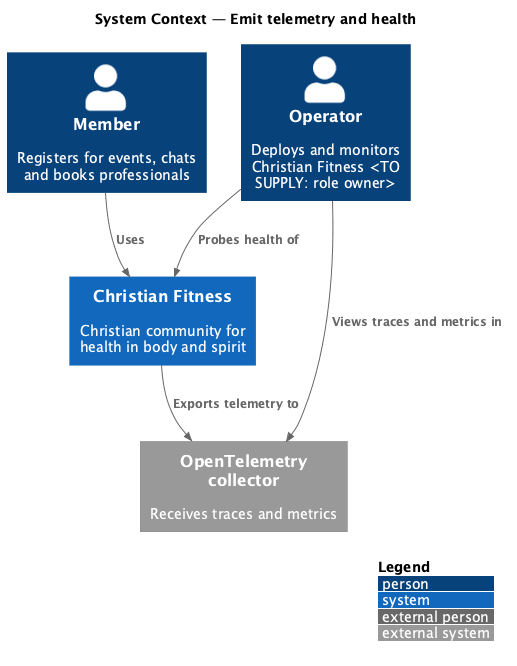 System Context — Emit telemetry and health
Member
Registers for events, chats
and books professionals
Operator
Deploys and monitors
Christian Fitness <TO
SUPPLY: role owner>
Uses
Probes health of
Views traces and metrics in
Christian Fitness
Christian community for
health in body and spirit
Exports telemetry to
OpenTelemetry
collector
Receives traces and metrics
Legend
person
system
external person
external system